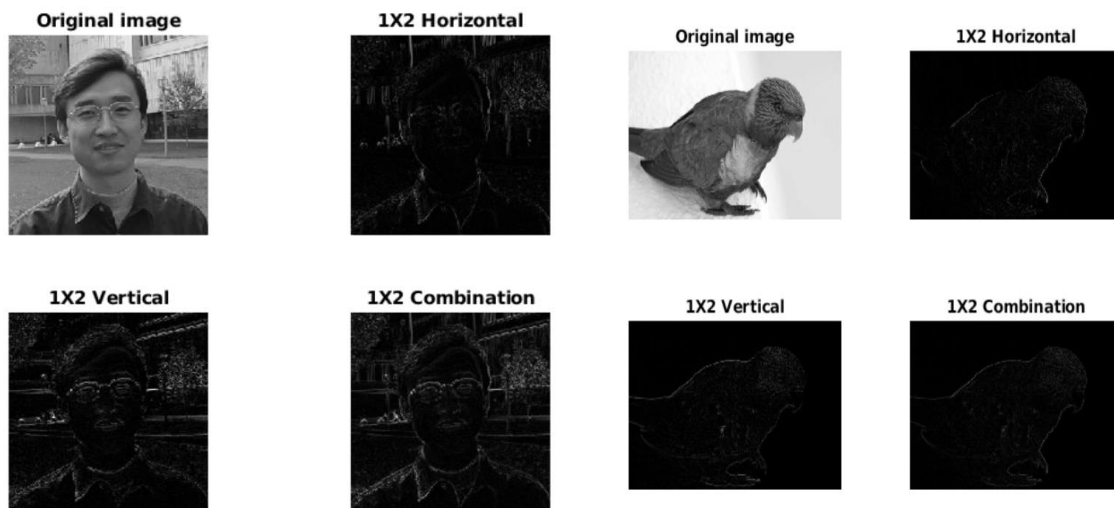 Original image
1X2 Horizontal
Original image
1X2 Horizontal
1X2 Vertical
1X2 Combination
1X2 Vertical
1X2 Combination